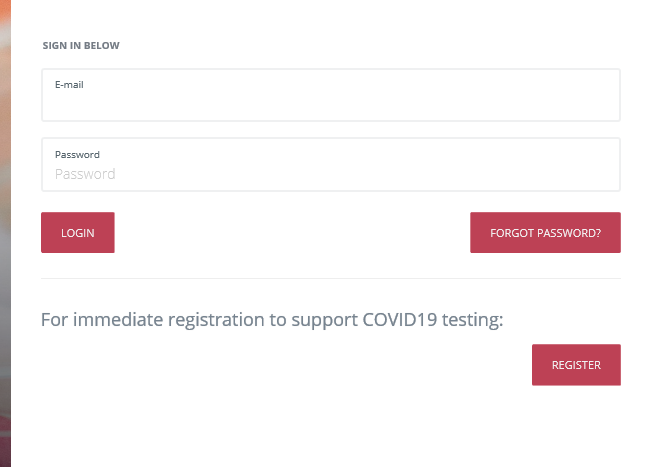 SIGN IN BELOW
E-mail
Password
Password
LOGIN
FORGOT PASSWORD?
For immediate registration to support COVID19 testing:
REGISTER